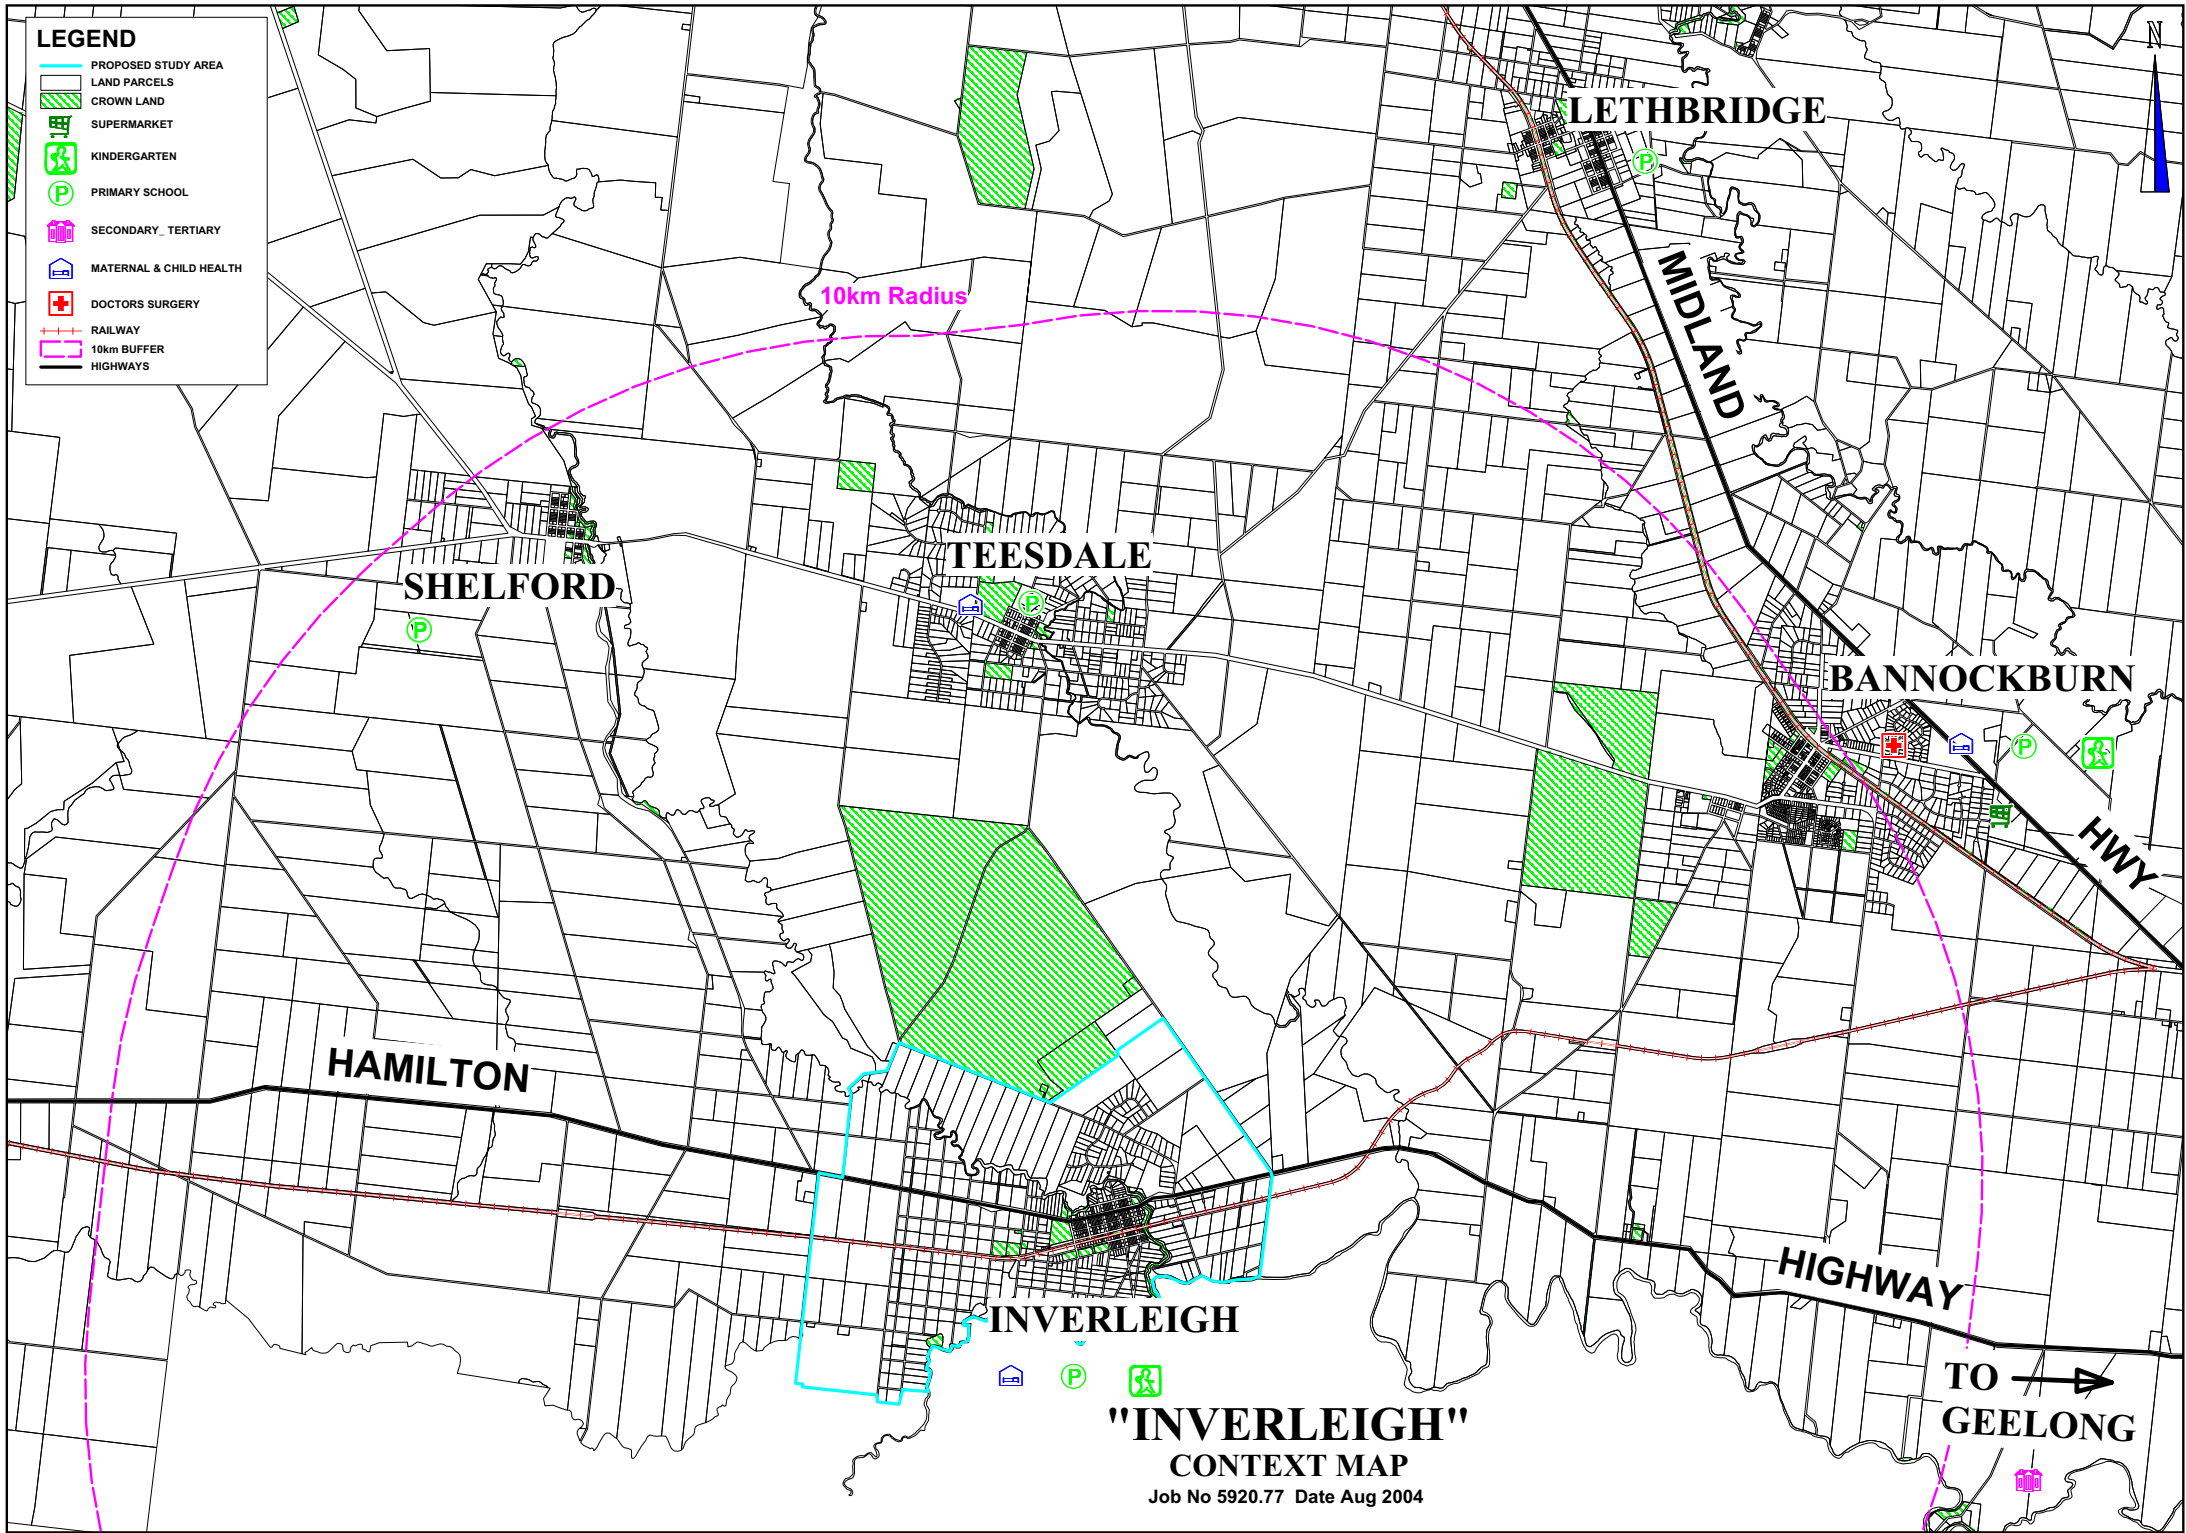 LEGEND
PROPOSED STUDY AREA
LAND PARCELS
CROWN LAND
SUPERMARKET
KINDERGARTEN
P PRIMARY SCHOOL
SECONDARY_ TERTIARY
MATERNAL & CHILD HEALTH
DOCTORS SURGERY
RAILWAY
10km BUFFER
HIGHWAYS
N
LETHBRIDGE
P
MIDLAND
10km Radius
TEESDALE
P
SHELFORD
P
BANNOCKBURN
P
HWY
HAMILTON
HIGHWAY
INVERLEIGH
P
TO
GEELONG
"INVERLEIGH"
CONTEXT MAP
Job No 5920.77 Date Aug 2004